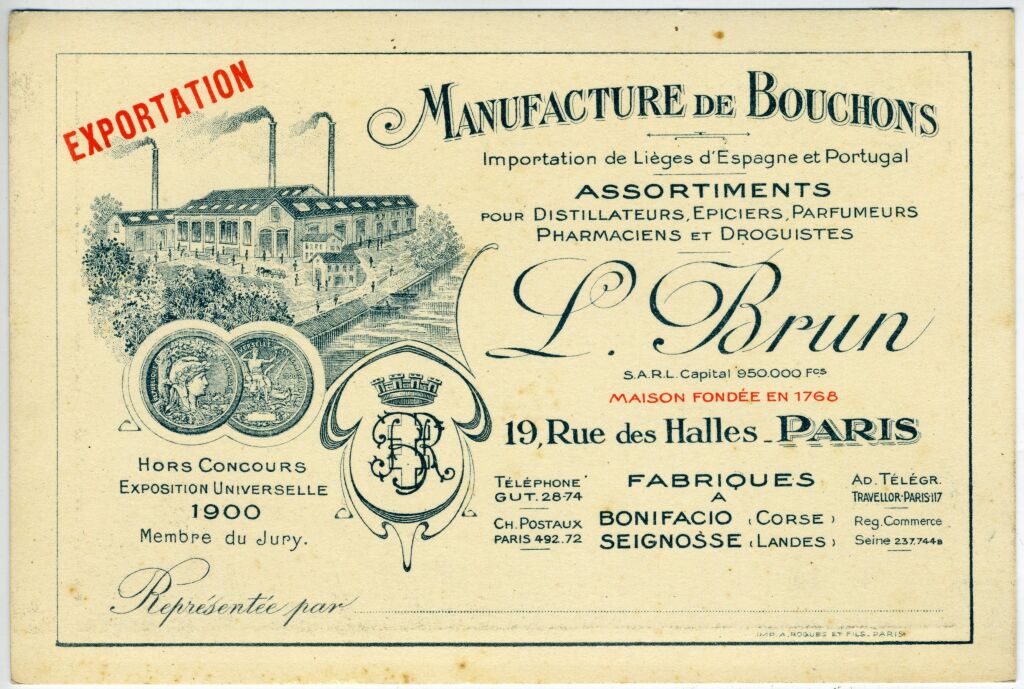 EXPORTATION
MANUFACTURE DE BOUCHONS
Importation de Lièges d'Espagne et Portugal
ASSORTIMENTS
POUR DISTILLATEURS, EPICIERS, PARFUMEURS
PHARMACIENS ET DROGUISTES
L. Brun
S.A.R.L. Capital 950.000 Fcs
MAISON FONDÉE EN 1768
19, Rue des Halles - PARIS
HORS CONCOURS
EXPOSITION UNIVERSELLE
1900
Membre du Jury.
TÉLÉPHONE
GUT. 28-74
CH. POSTAUX
PARIS 492.72
FABRIQUES
A
BONIFACIO (CORSE)
SEIGNOSSE (LANDES)
AD. TÉLÉGR.
TRAVELLOR-PARIS-117
Reg. Commerce
Seine 237.744B
Représentée par
IMP. A. ROGUES ET FILS. PARIS